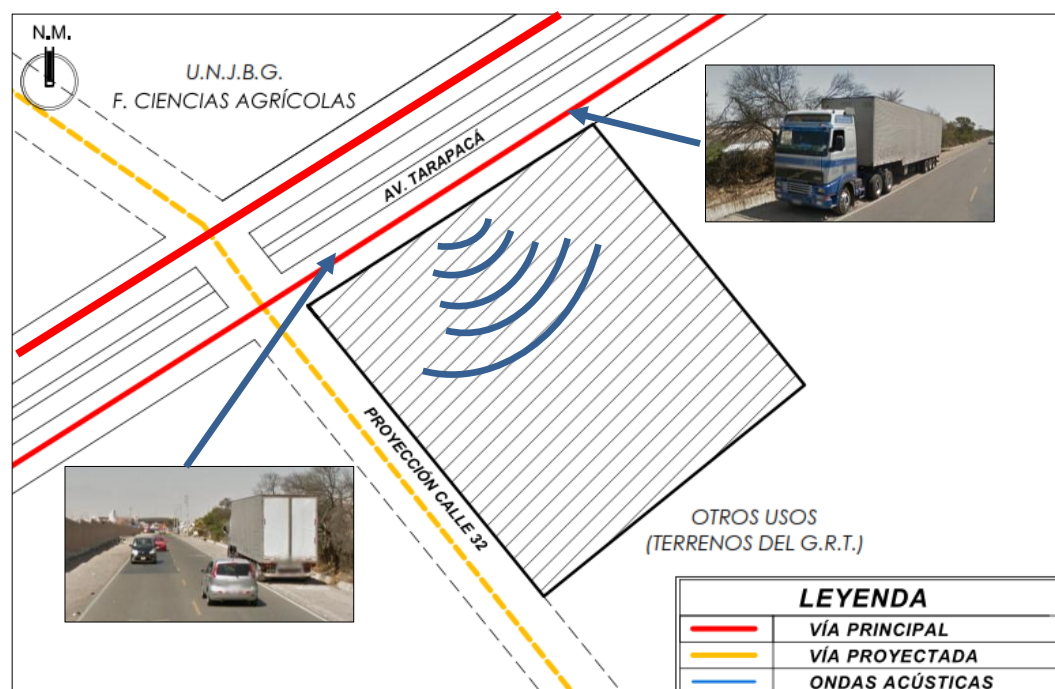 N.M.
U.N.J.B.G.
F. CIENCIAS AGRÍCOLAS
AV. TARAPACÁ
PROYECCIÓN CALLE 32
OTROS USOS
(TERRENOS DEL G.R.T.)
LEYENDA
VÍA PRINCIPAL
VÍA PROYECTADA
ONDAS ACÚSTICAS